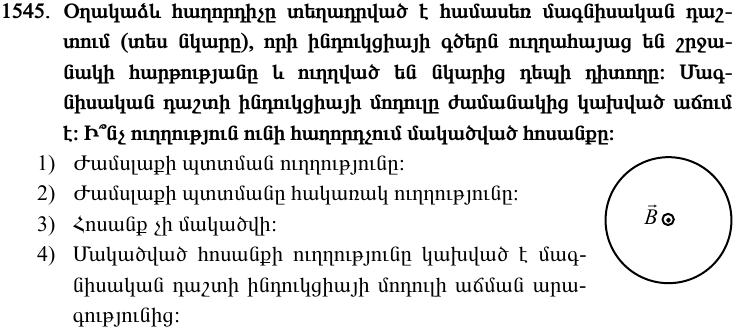 1545. Օղակաձև հաղորդիչը տեղադրված է համասեռ մագնիսական դաշ-
տում (տես նկարը), որի ինդուկցիայի գծերն ուղղահայաց են շրջա-
նակի հարթությանը և ուղղված են նկարից դեպի դիտողը: Մագ-
նիսական դաշտի ինդուկցիայի մոդուլը ժամանակից կախված աճում
է: Ի՞նչ ուղղություն ունի հաղորդչում մակածված հոսանքը:
1) Ժամսլաքի պտտման ուղղությունը:
2) Ժամսլաքի պտտմանը հակառակ ուղղությունը:
3) Հոսանք չի մակածվի:
4) Մակածված հոսանքի ուղղությունը կախված է մագ-
նիսական դաշտի ինդուկցիայի մոդուլի աճման արա-
գությունից:
B⃗